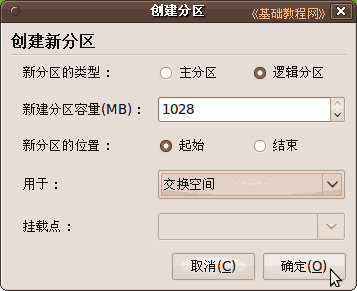 创建分区
《基础教程网》
创建新分区
新分区的类型： 主分区 逻辑分区
新建分区容量(MB)： 1028
新分区的位置： 起始 结束
用于： 交换空间
挂载点：
取消(C) 确定(O)